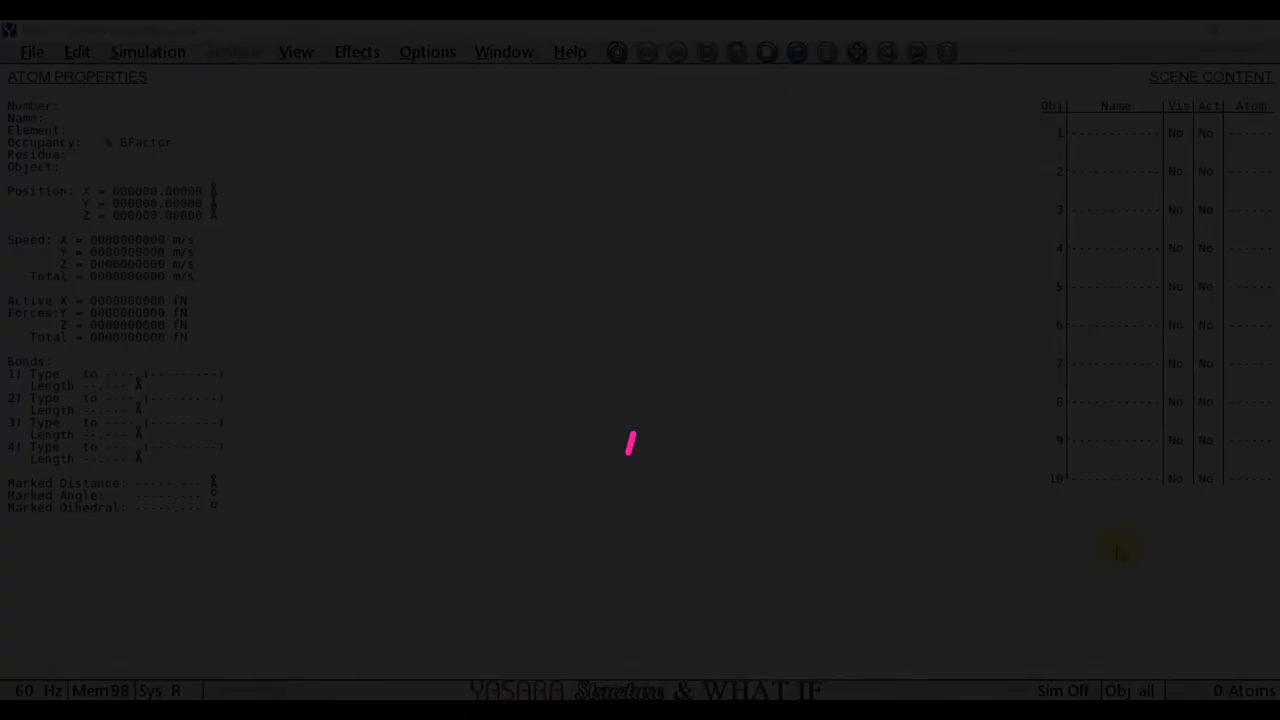 File Edit Simulation Analyze View Effects Options Window Help
ATOM PROPERTIES
SCENE CONTENT
Number:
Name:
Element:
Occupancy: % BFactor
Residue:
Object:
Position: X = 000000.00000 Å
Y = 000000.00000 Å
Z = 000000.00000 Å
Speed: X = 0000000000 m/s
Y = 0000000000 m/s
Z = 0000000000 m/s
Total = 0000000000 m/s
Active X = 0000000000 fN
Forces:Y = 0000000000 fN
Z = 0000000000 fN
Total = 0000000000 fN
Bonds:
1) Type to ----.(---------)
Length --.--- Å
2) Type to ----.(---------)
Length --.--- Å
3) Type to ----.(---------)
Length --.--- Å
4) Type to ----.(---------)
Length --.--- Å
Marked Distance: -----.--- Å
Marked Angle: -----.--- °
Marked Dihedral: -----.--- °
Obj Name Vis Act Atom
1 ------------ No No ------
2 ------------ No No ------
3 ------------ No No ------
4 ------------ No No ------
5 ------------ No No ------
6 ------------ No No ------
7 ------------ No No ------
8 ------------ No No ------
9 ------------ No No ------
10 ------------ No No ------
60 Hz Mem98 Sys R YASARA Structure & WHAT IF Sim Off Obj all 0 Atoms